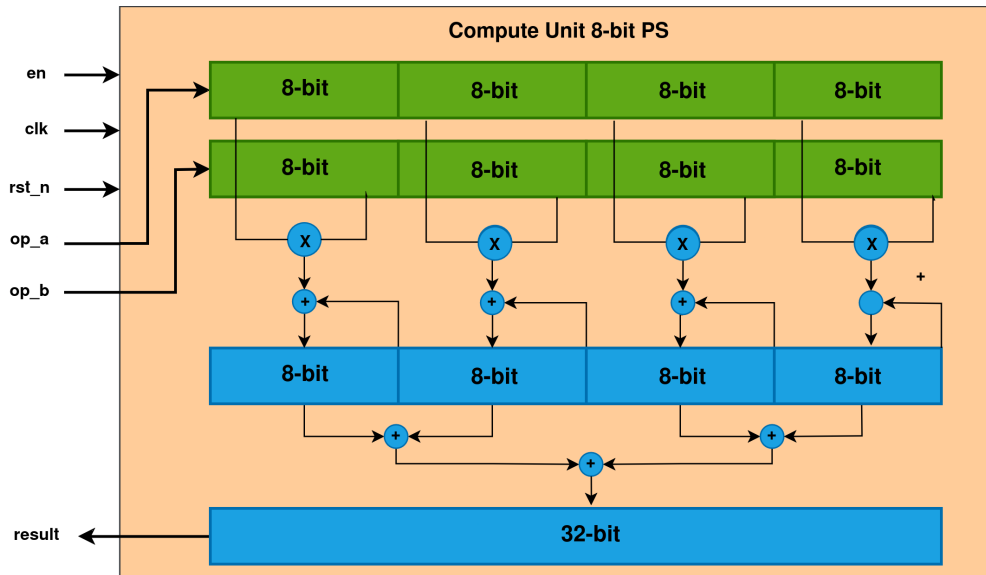 Compute Unit 8-bit PS
en
8-bit 8-bit 8-bit 8-bit
clk
8-bit 8-bit 8-bit 8-bit
rst_n
op_a
X X X X
+
op_b
+ + +
8-bit 8-bit 8-bit 8-bit
+ +
+
result
32-bit